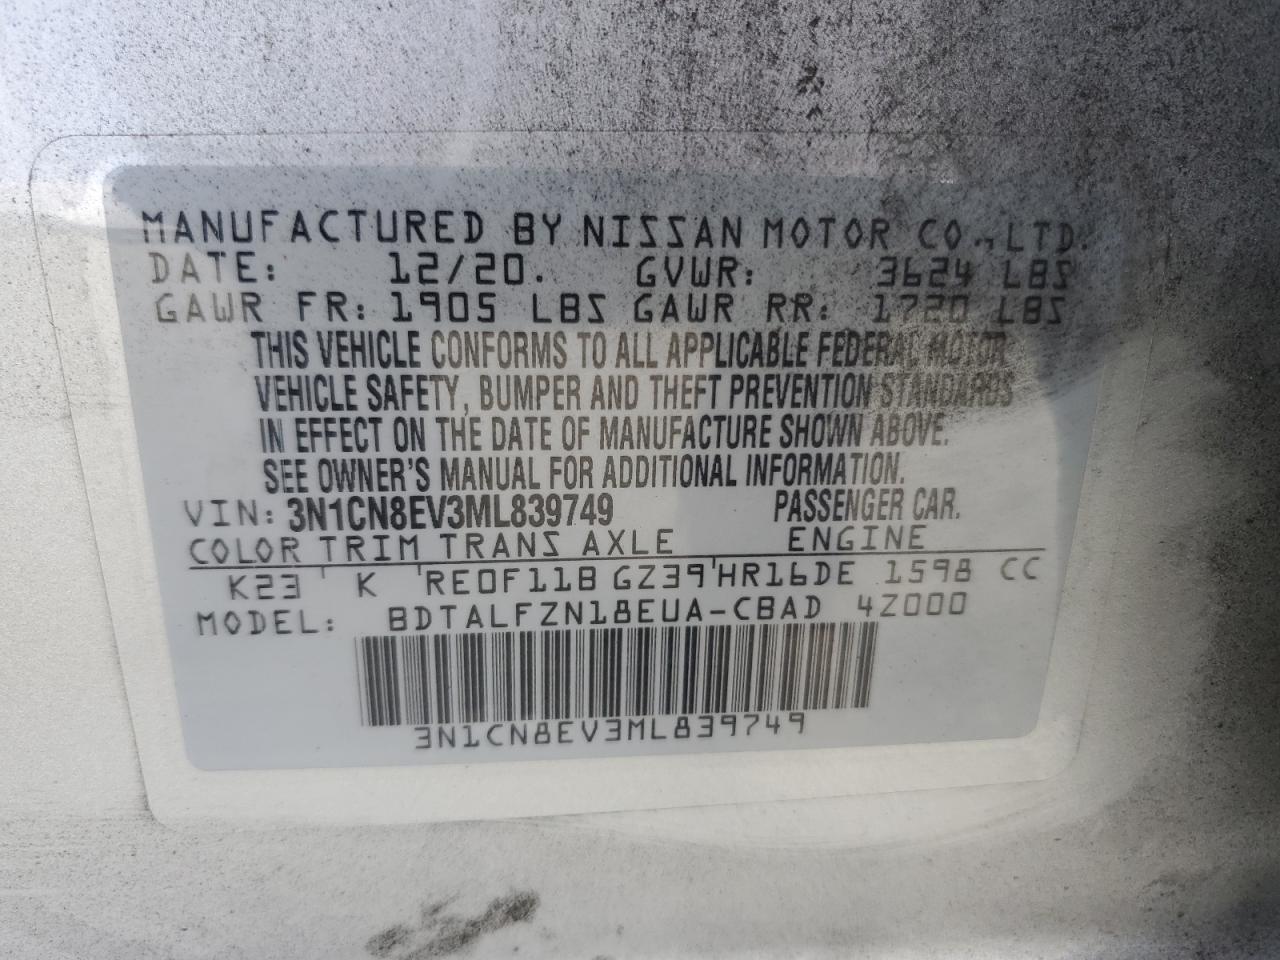 MANUFACTURED BY NISSAN MOTOR CO., LTD.
DATE: 12/20. GVWR: 3624 LBS
GAWR FR: 1905 LBS GAWR RR: 1720 LBS
THIS VEHICLE CONFORMS TO ALL APPLICABLE FEDERAL MOTOR
VEHICLE SAFETY, BUMPER AND THEFT PREVENTION STANDARDS
IN EFFECT ON THE DATE OF MANUFACTURE SHOWN ABOVE.
SEE OWNER'S MANUAL FOR ADDITIONAL INFORMATION.
VIN: 3N1CN8EV3ML839749 PASSENGER CAR.
COLOR TRIM TRANS AXLE ENGINE
K23 K RE0F11B GZ39 HR16DE 1598 CC
MODEL: BDTALFZN18EUA-CBAD 4Z000
3N1CN8EV3ML839749